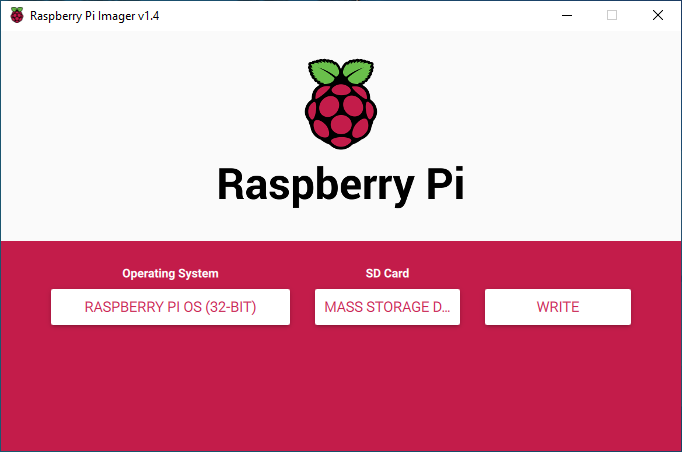 Raspberry Pi Imager v1.4
Raspberry Pi
Operating System
SD Card
RASPBERRY PI OS (32-BIT)
MASS STORAGE D...
WRITE